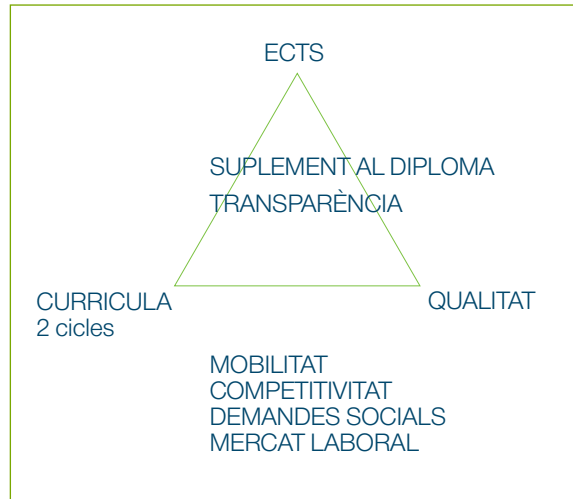 ECTS
SUPLEMENT AL DIPLOMA
TRANSPARÈNCIA
CURRICULA
2 cicles
QUALITAT
MOBILITAT
COMPETITIVITAT
DEMANDES SOCIALS
MERCAT LABORAL